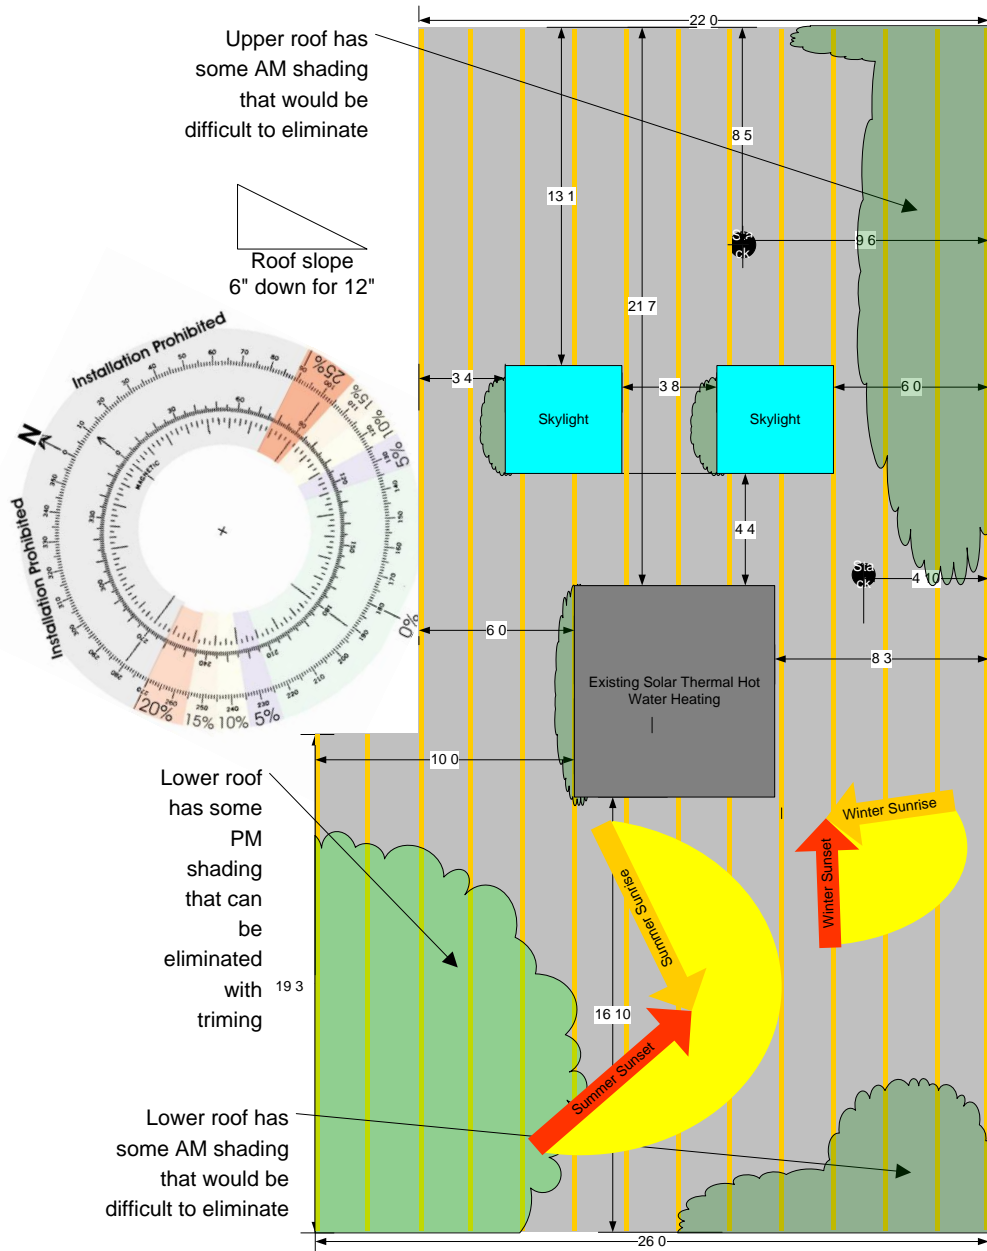 22 0
Upper roof has
some AM shading
that would be
difficult to eliminate
8 5
13 1
Roof slope
6" down for 12"
Sta
ck
9 6
21 7
Installation Prohibited
Installation Prohibited
N
MAGNETIC
25%
15%
10%
5%
0%
20%
15%
10%
5%
3 4
3 8
6 0
Skylight
Skylight
4 4
Sta
ck
4 10
6 0
8 3
Existing Solar Thermal Hot
Water Heating
10 0
Lower roof
has some
PM
shading
that can
be
eliminated
with
triming
19 3
Winter Sunrise
Winter Sunset
Summer Sunrise
Summer Sunset
16 10
Lower roof has
some AM shading
that would be
difficult to eliminate
26 0